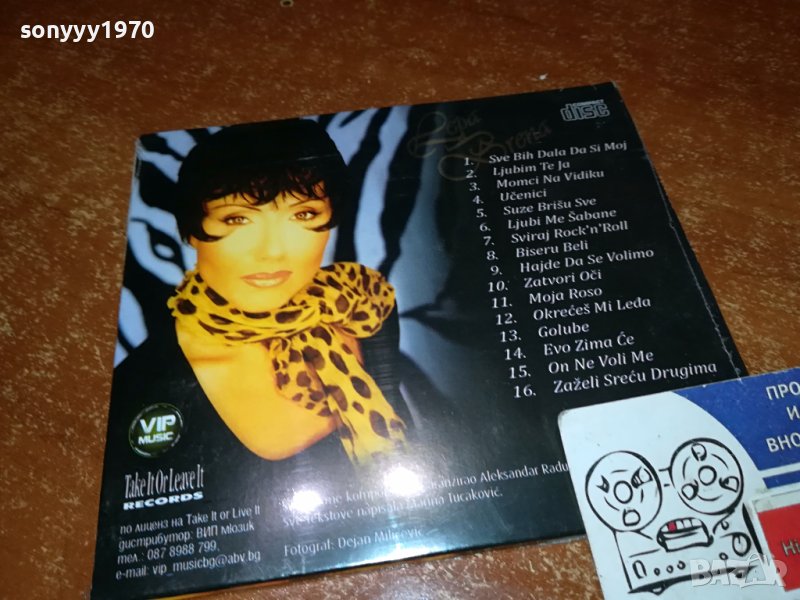 sonyyy1970
Lepa
Brena
COMPACT
disc
1. Sve Bih Dala Da Si Moj
2. Ljubim Te Ja
3. Momci Na Vidiku
4. Učenici
5. Suze Brišu Sve
6. Ljubi Me Šabane
7. Sviraj Rock'n'Roll
8. Biseru Beli
9. Hajde Da Se Volimo
10. Zatvori Oči
11. Moja Roso
12. Okrećeš Mi Leđa
13. Golube
14. Evo Zima Će
15. On Ne Voli Me
16. Zaželi Sreću Drugima
VIP
MUSIC
Take It Or Leave It
RECORDS
Aleksandar Radu
sve tekstove napisala Marina Tucaković.
Fotograf: Dejan Milićević
по лиценз на Take It or Live It
дистрибутор: ВИП Мюзик
тел.: 087 8988 799,
e-mail: vip_musicbg@abv.bg
ПРО
И
ВНО
Hi
BAZAR